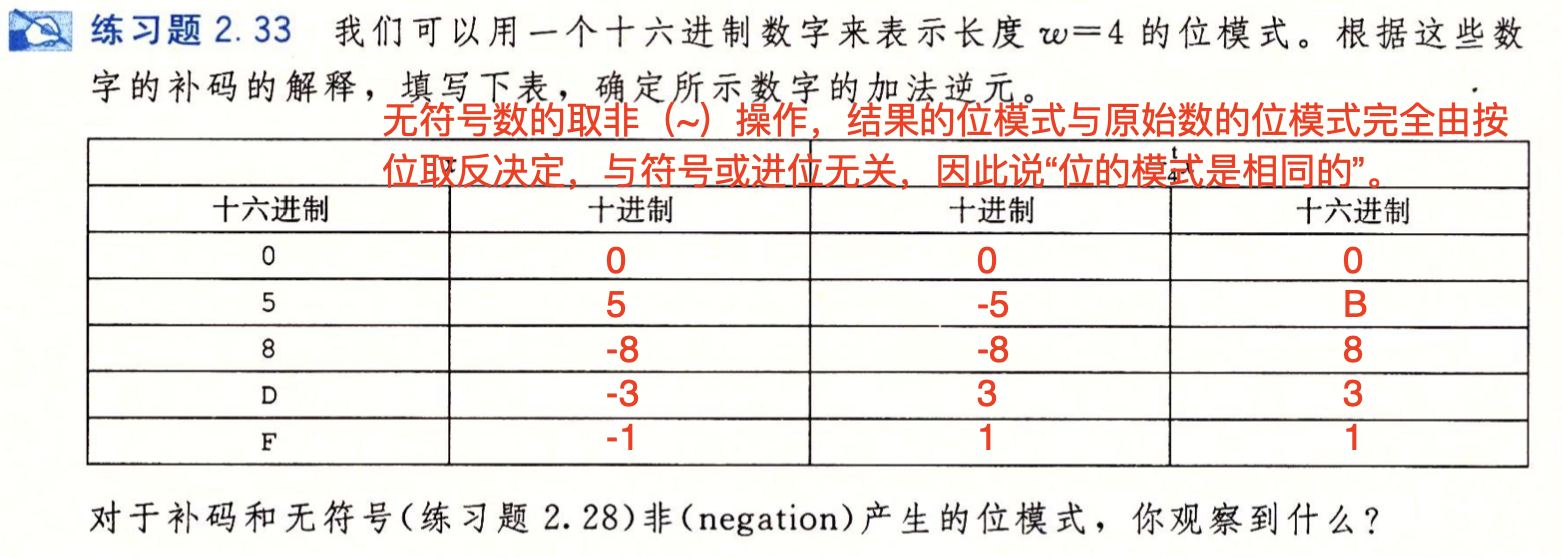 练习题 2.33 我们可以用一个十六进制数字来表示长度 w=4 的位模式。根据这些数
字的补码的解释，填写下表，确定所示数字的加法逆元。
无符号数的取非（~）操作，结果的位模式与原始数的位模式完全由按
位取反决定，与符号或进位无关，因此说“位的模式是相同的”。
十六进制 十进制 十进制 十六进制
0 0 0 0
5 5 -5 B
8 -8 -8 8
D -3 3 3
F -1 1 1
对于补码和无符号(练习题 2.28)非(negation)产生的位模式，你观察到什么?